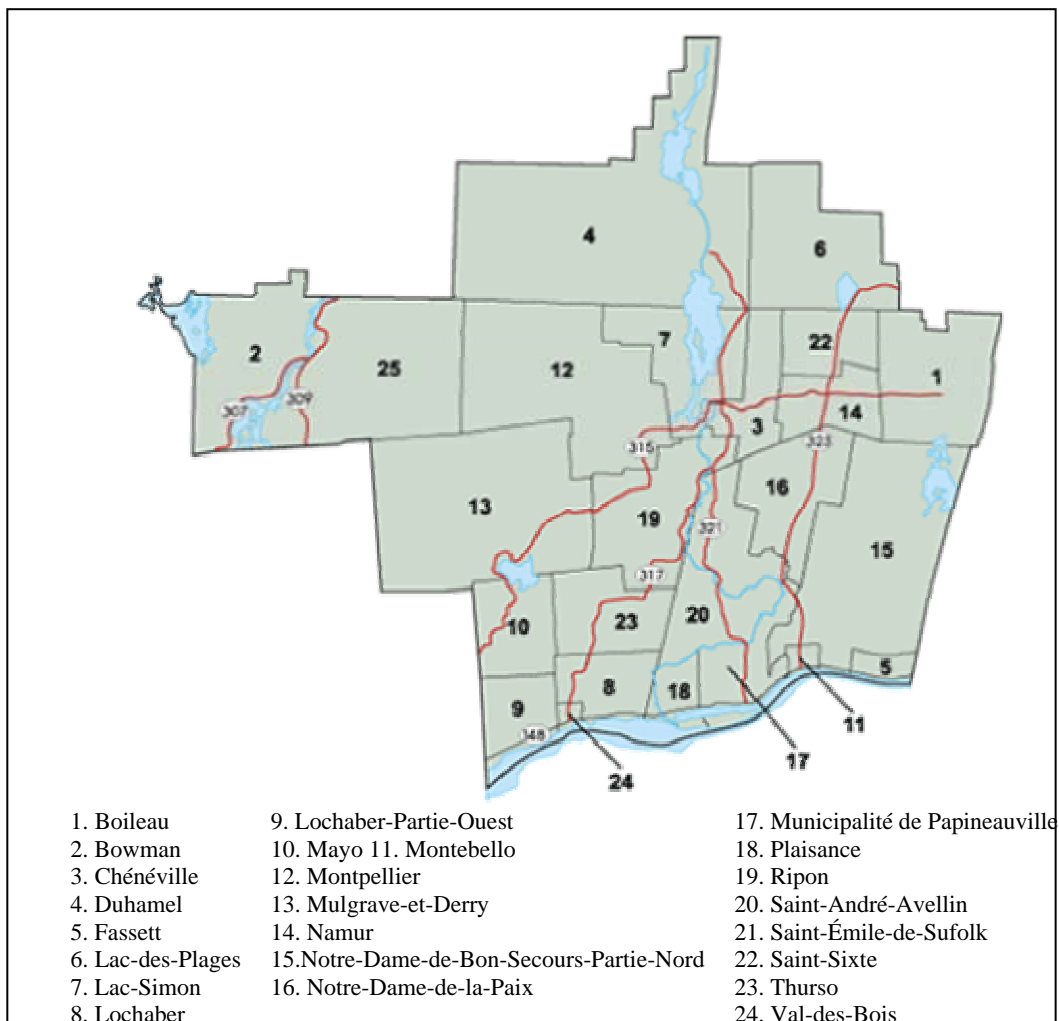 4
6
7
22
2
25
12
1
307
309
14
3
315
323
16
13
19
321
15
317
10
23
20
5
8
18
9
11
17
24
1. Boileau
2. Bowman
3. Chénéville
4. Duhamel
5. Fassett
6. Lac-des-Plages
7. Lac-Simon
8. Lochaber
9. Lochaber-Partie-Ouest
10. Mayo 11. Montebello
12. Montpellier
13. Mulgrave-et-Derry
14. Namur
15.Notre-Dame-de-Bon-Secours-Partie-Nord
16. Notre-Dame-de-la-Paix
17. Municipalité de Papineauville
18. Plaisance
19. Ripon
20. Saint-André-Avellin
21. Saint-Émile-de-Sufolk
22. Saint-Sixte
23. Thurso
24. Val-des-Bois